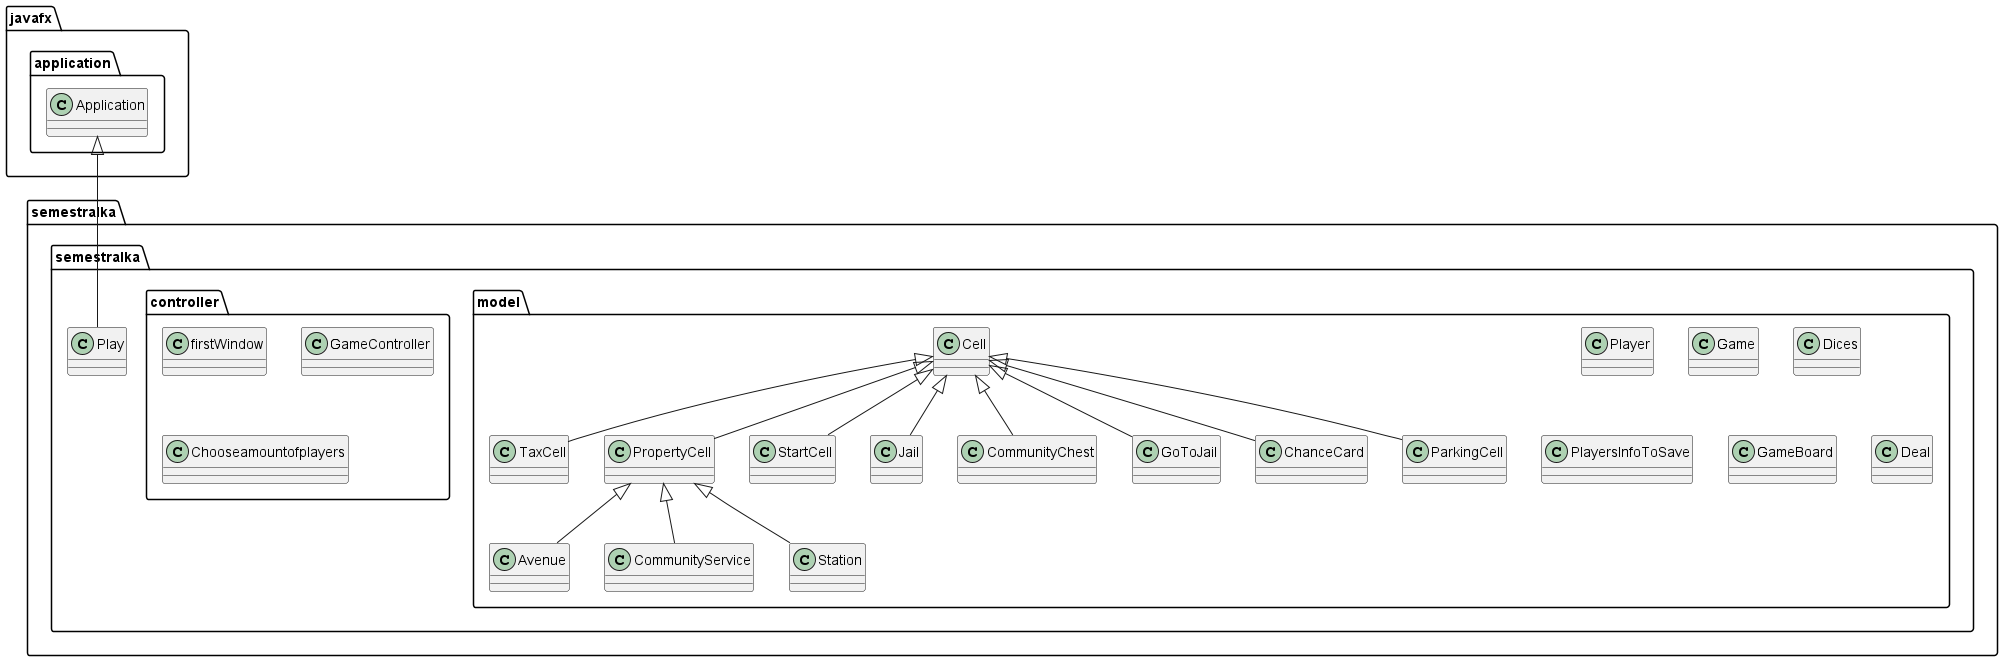 javafx
application
C Application
semestralka
semestralka
C Play
controller
C firstWindow
C GameController
C Chooseamountofplayers
model
C Cell
C Player
C Game
C Dices
C TaxCell
C PropertyCell
C StartCell
C Jail
C CommunityChest
C GoToJail
C ChanceCard
C ParkingCell
C PlayersInfoToSave
C GameBoard
C Deal
C Avenue
C CommunityService
C Station